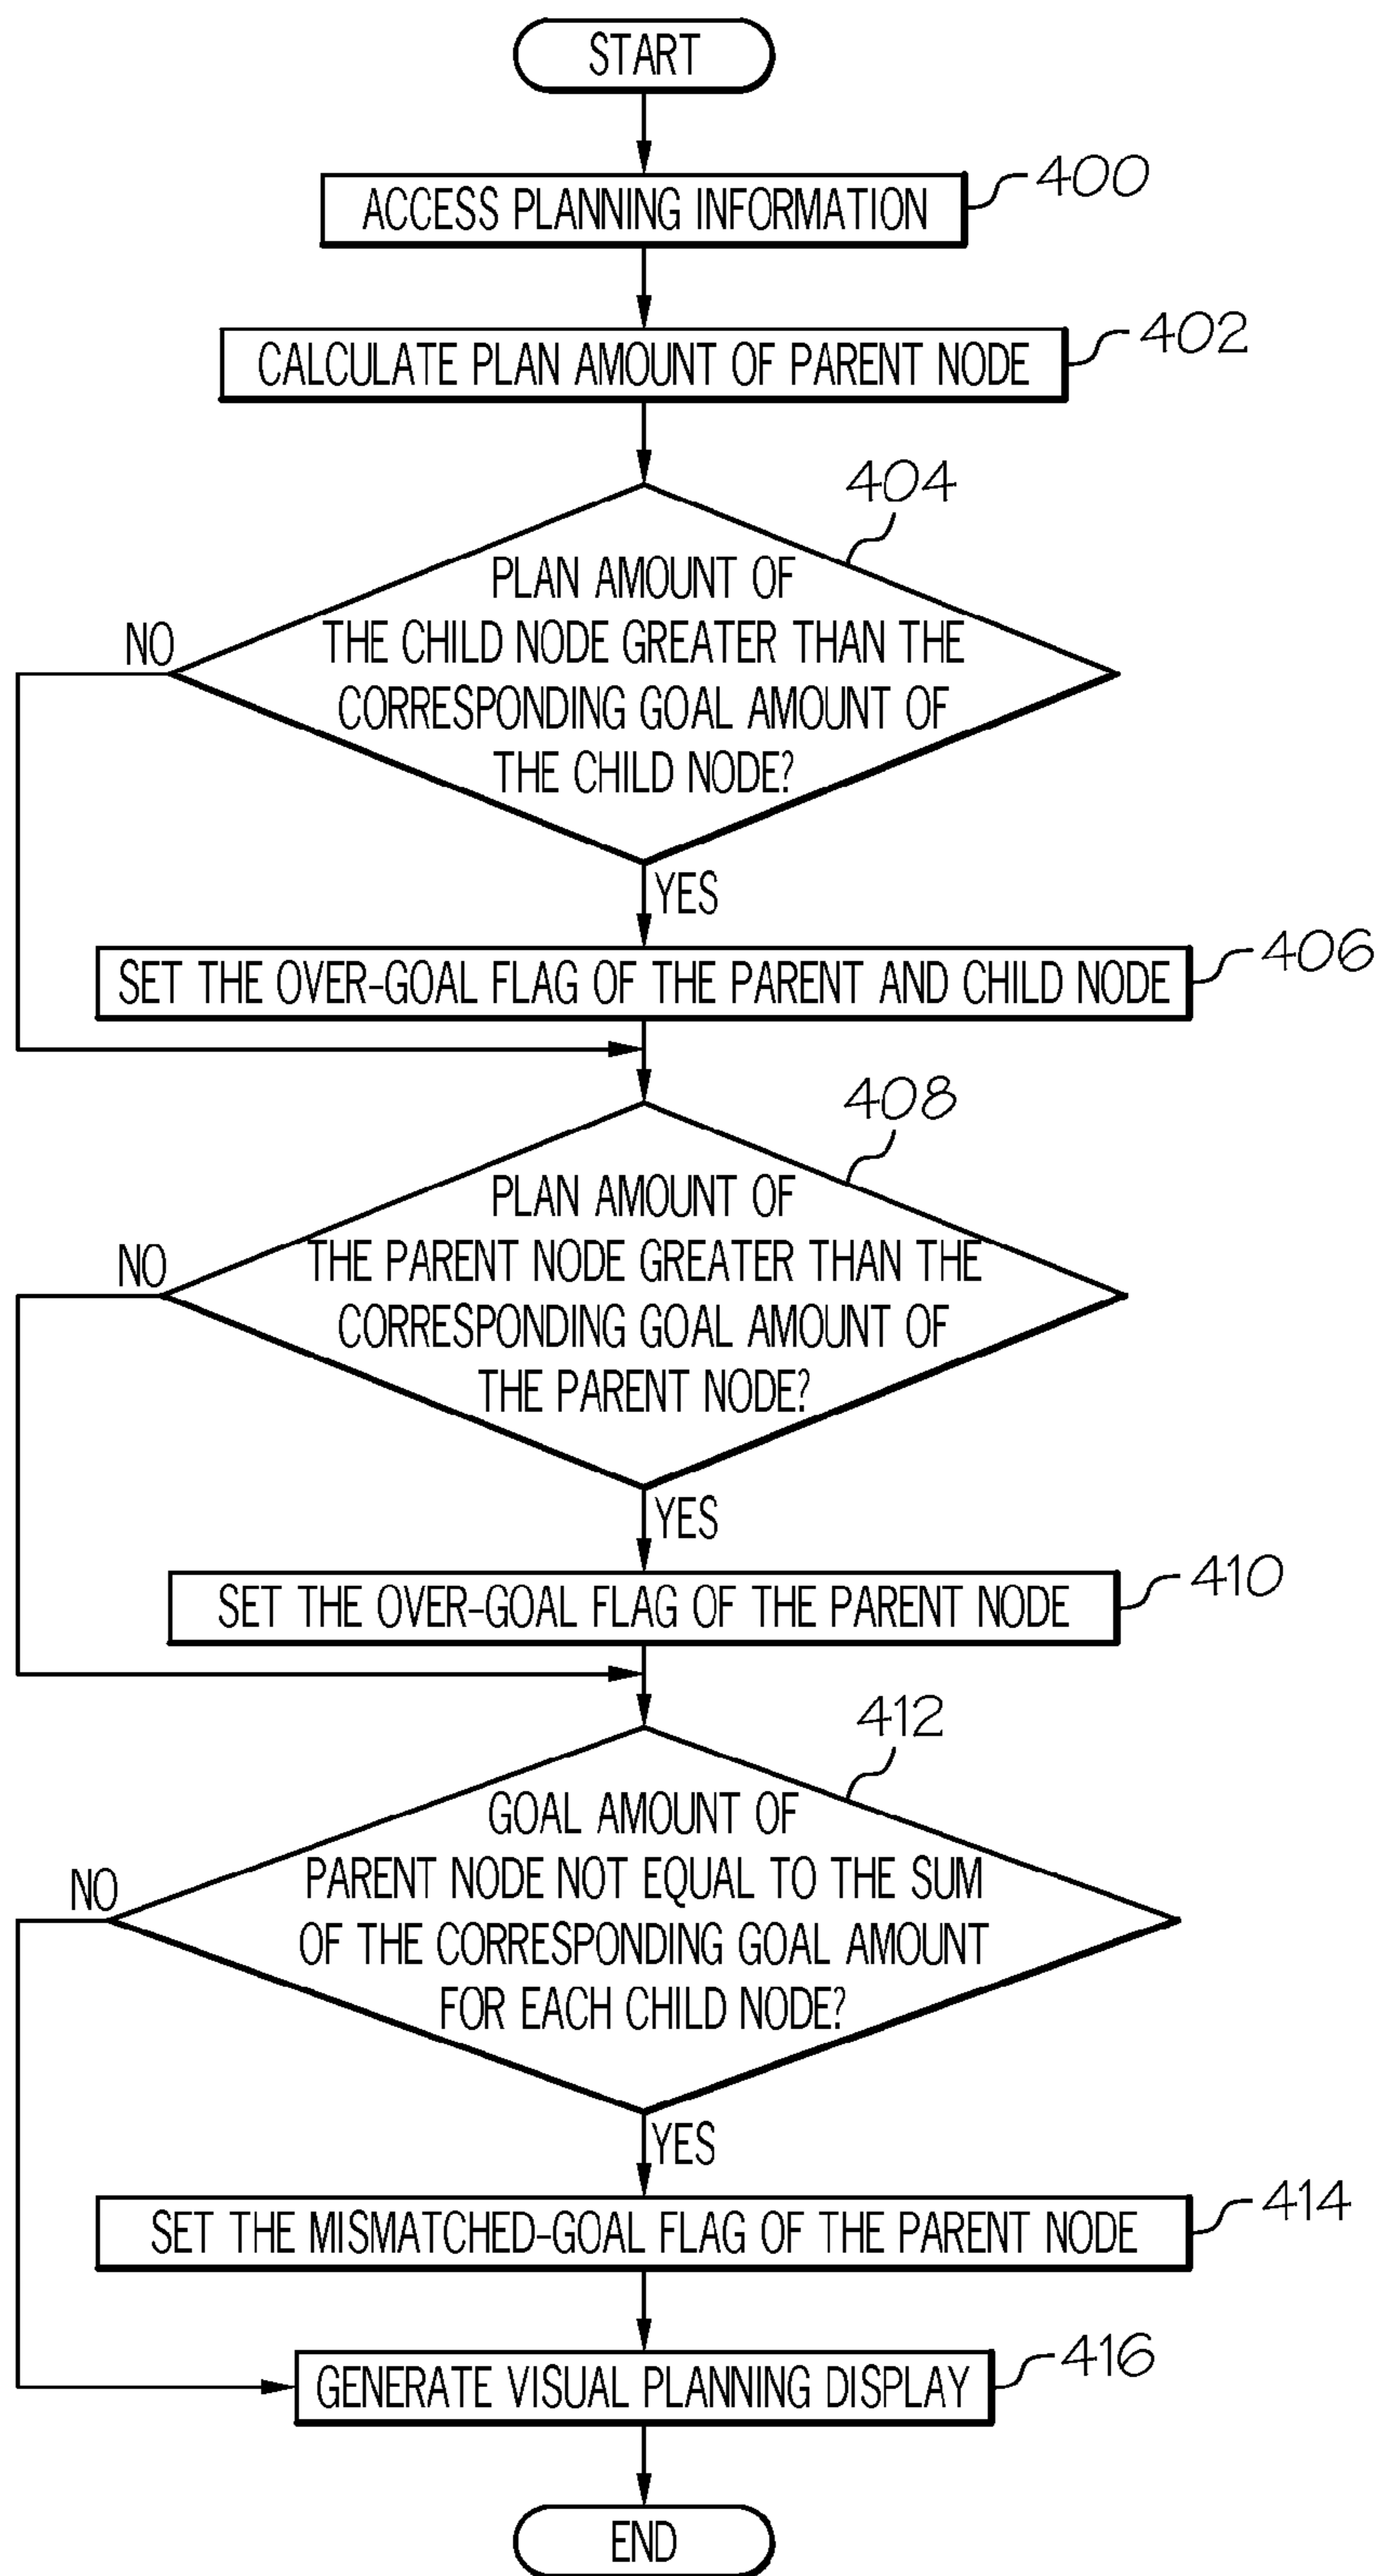 START
ACCESS PLANNING INFORMATION
400
CALCULATE PLAN AMOUNT OF PARENT NODE
402
404
PLAN AMOUNT OF
THE CHILD NODE GREATER THAN THE
CORRESPONDING GOAL AMOUNT OF
THE CHILD NODE?
NO
YES
SET THE OVER-GOAL FLAG OF THE PARENT AND CHILD NODE
406
408
PLAN AMOUNT OF
THE PARENT NODE GREATER THAN THE
CORRESPONDING GOAL AMOUNT OF
THE PARENT NODE?
NO
YES
SET THE OVER-GOAL FLAG OF THE PARENT NODE
410
412
GOAL AMOUNT OF
PARENT NODE NOT EQUAL TO THE SUM
OF THE CORRESPONDING GOAL AMOUNT
FOR EACH CHILD NODE?
NO
YES
SET THE MISMATCHED-GOAL FLAG OF THE PARENT NODE
414
GENERATE VISUAL PLANNING DISPLAY
416
END